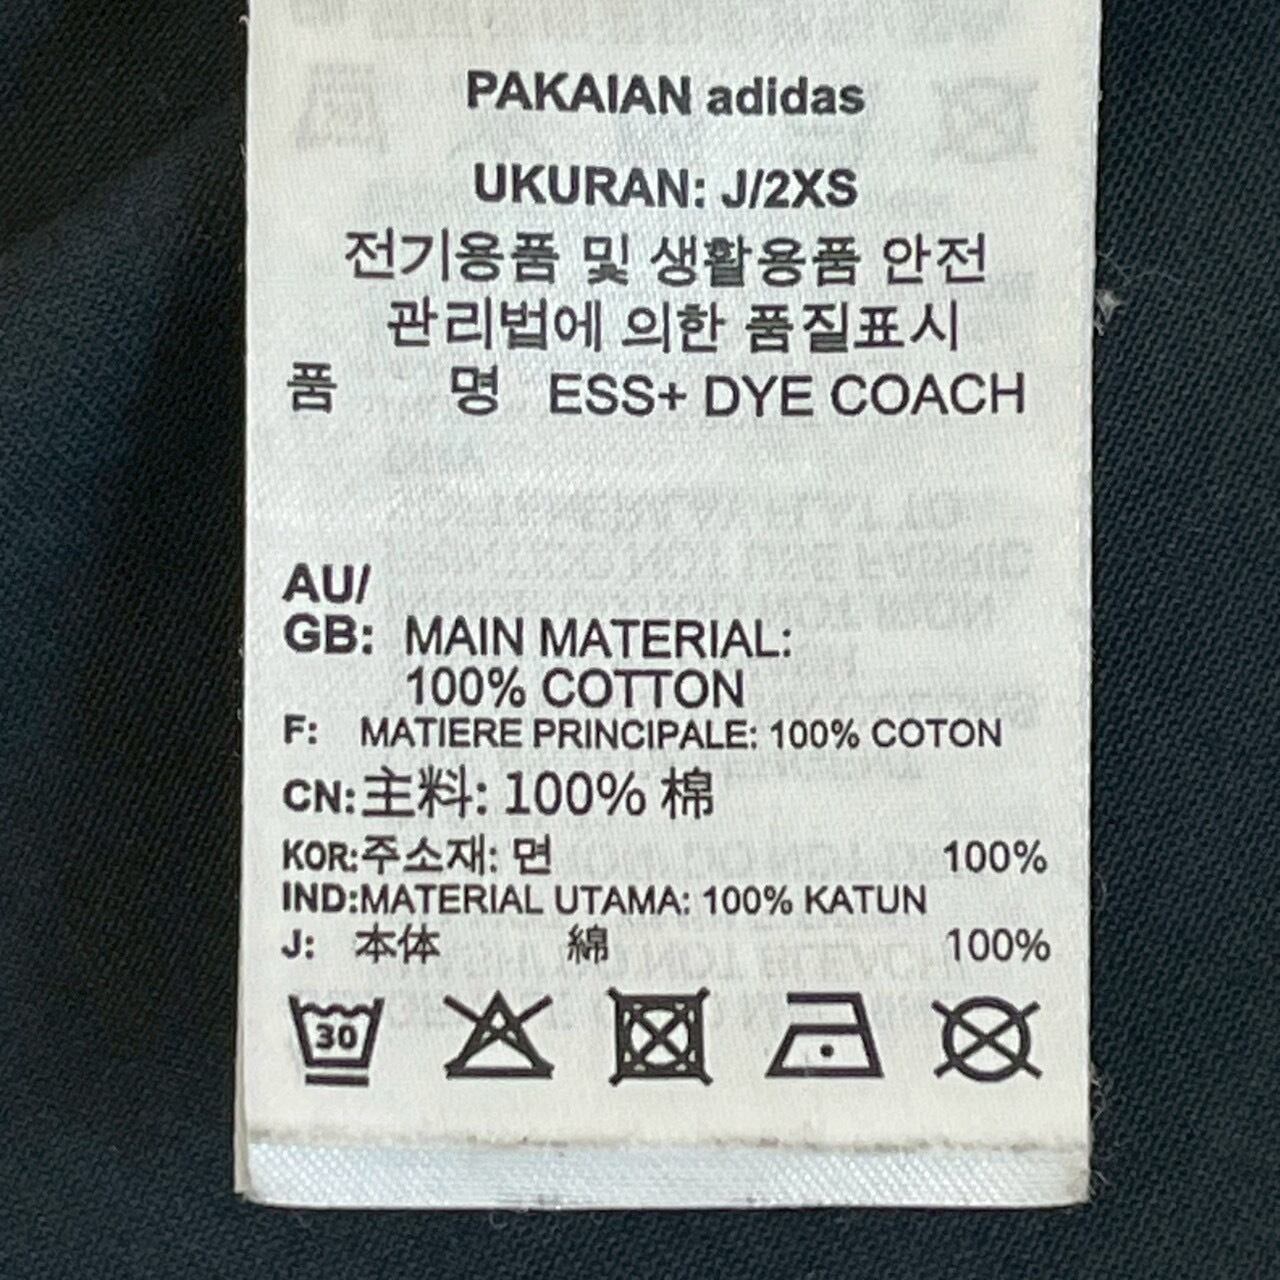 PAKAIAN adidas
UKURAN: J/2XS
전기용품 및 생활용품 안전
관리법에 의한 품질표시
품 명 ESS+ DYE COACH
AU/
GB: MAIN MATERIAL:
100% COTTON
F: MATIERE PRINCIPALE: 100% COTON
CN:主料: 100% 棉
KOR:주소재: 면 100%
IND:MATERIAL UTAMA: 100% KATUN
J: 本体 綿 100%
30